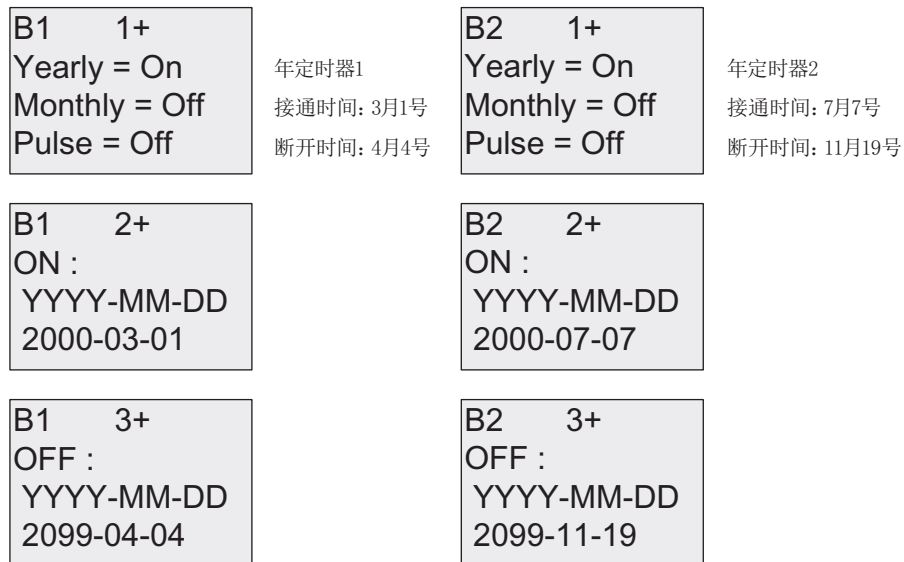 B1 1+
Yearly = On
Monthly = Off
Pulse = Off
年定时器1
接通时间: 3月1号
断开时间: 4月4号
B2 1+
Yearly = On
Monthly = Off
Pulse = Off
年定时器2
接通时间: 7月7号
断开时间: 11月19号
B1 2+
ON :
YYYY-MM-DD
2000-03-01
B2 2+
ON :
YYYY-MM-DD
2000-07-07
B1 3+
OFF :
YYYY-MM-DD
2099-04-04
B2 3+
OFF :
YYYY-MM-DD
2099-11-19